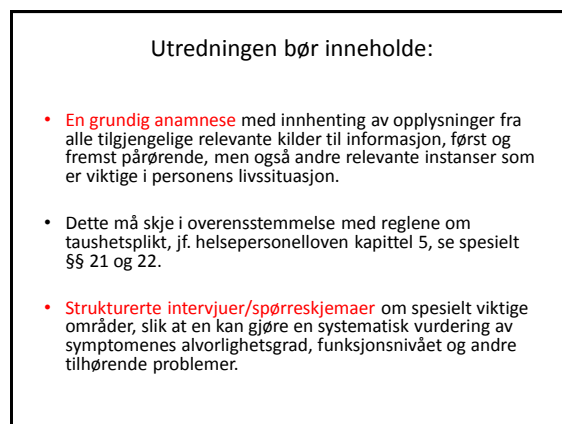 Utredningen bør inneholde:
• En grundig anamnese med innhenting av opplysninger fra
alle tilgjengelige relevante kilder til informasjon, først og
fremst pårørende, men også andre relevante instanser som
er viktige i personens livssituasjon.
• Dette må skje i overensstemmelse med reglene om
taushetsplikt, jf. helsepersonelloven kapittel 5, se spesielt
§§ 21 og 22.
• Strukturerte intervjuer/spørreskjemaer om spesielt viktige
områder, slik at en kan gjøre en systematisk vurdering av
symptomenes alvorlighetsgrad, funksjonsnivået og andre
tilhørende problemer.